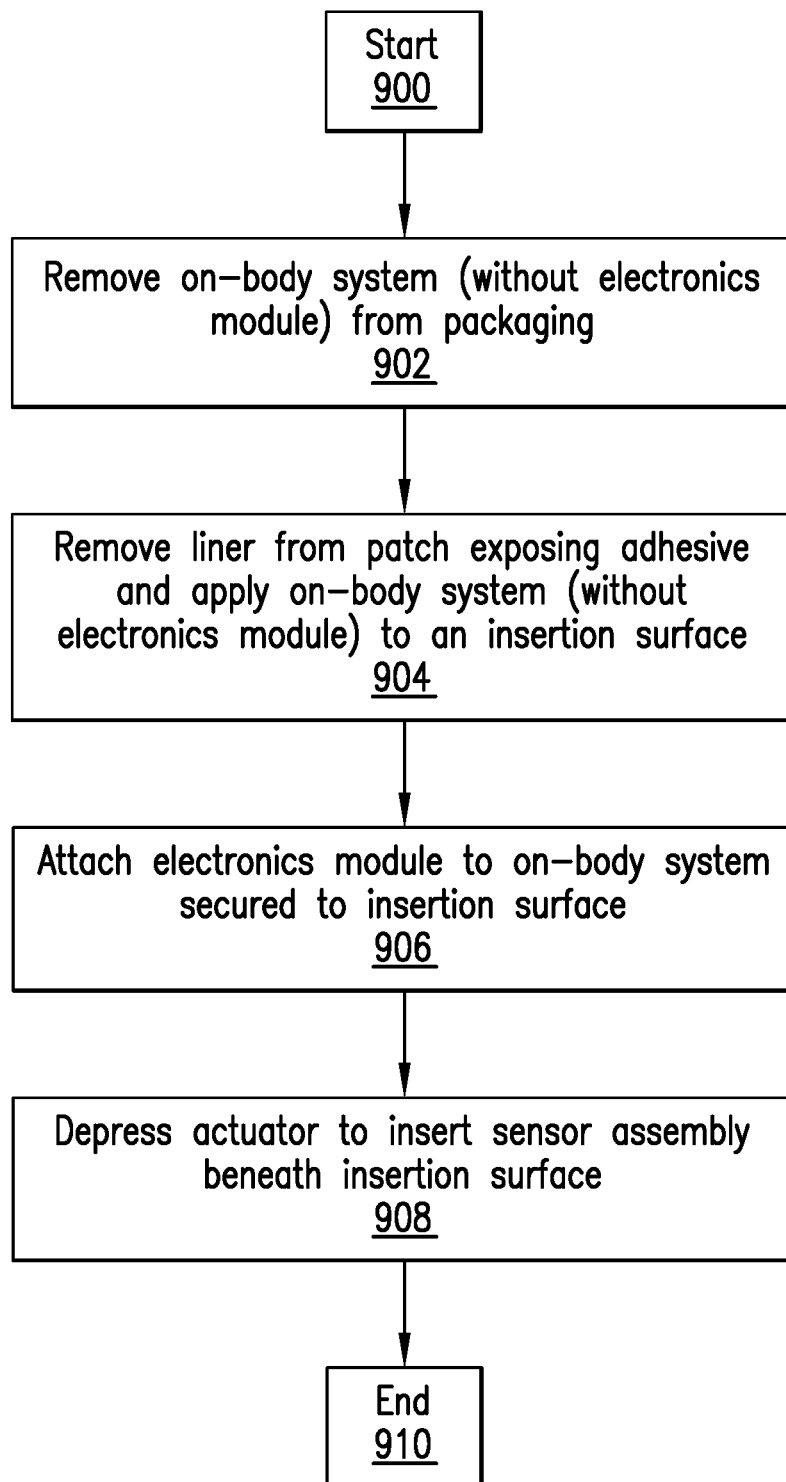 Start
900
Remove on-body system (without electronics
module) from packaging
902
Remove liner from patch exposing adhesive
and apply on-body system (without
electronics module) to an insertion surface
904
Attach electronics module to on-body system
secured to insertion surface
906
Depress actuator to insert sensor assembly
beneath insertion surface
908
End
910